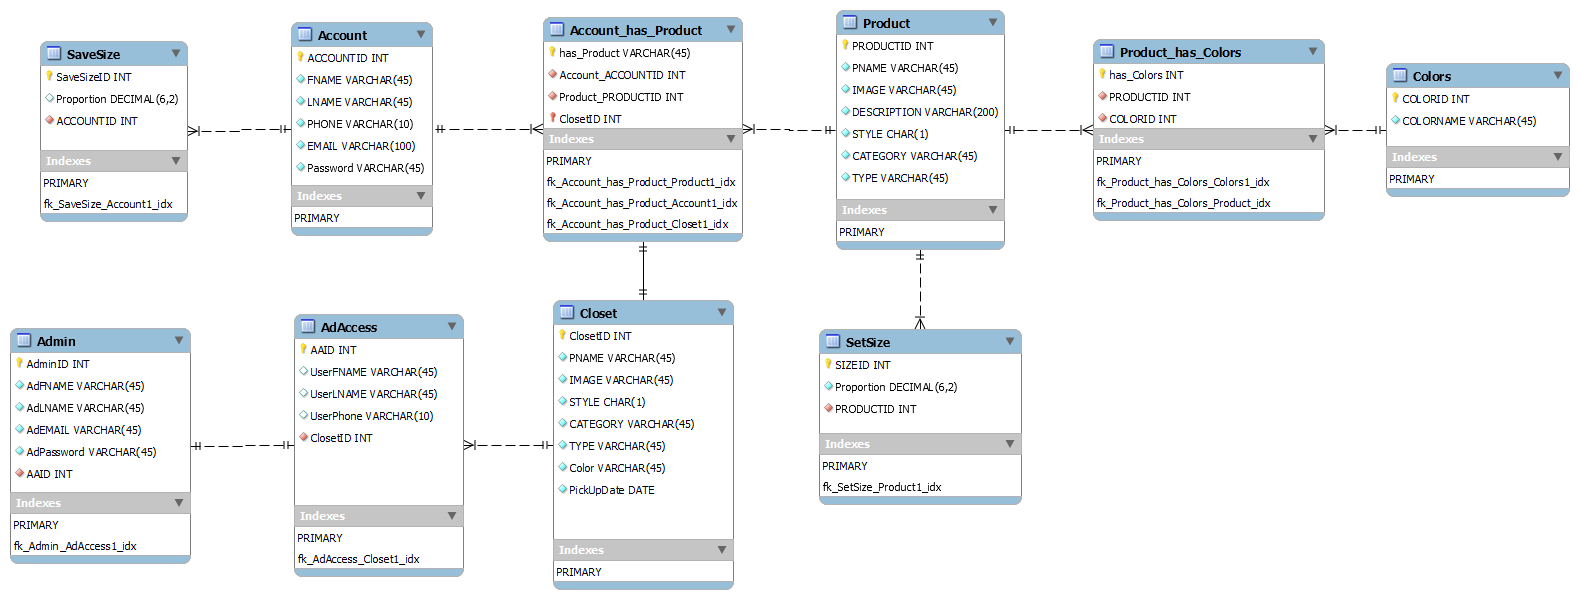 SaveSize
SaveSizeID INT
Proportion DECIMAL(6,2)
ACCOUNTID INT
Indexes
PRIMARY
fk_SaveSize_Account1_idx
Account
ACCOUNTID INT
FNAME VARCHAR(45)
LNAME VARCHAR(45)
PHONE VARCHAR(10)
EMAIL VARCHAR(100)
Password VARCHAR(45)
Indexes
PRIMARY
Account_has_Product
has_Product VARCHAR(45)
Account_ACCOUNTID INT
Product_PRODUCTID INT
ClosetID INT
Indexes
PRIMARY
fk_Account_has_Product_Product1_idx
fk_Account_has_Product_Account1_idx
fk_Account_has_Product_Closet1_idx
Product
PRODUCTID INT
PNAME VARCHAR(45)
IMAGE VARCHAR(45)
DESCRIPTION VARCHAR(200)
STYLE CHAR(1)
CATEGORY VARCHAR(45)
TYPE VARCHAR(45)
Indexes
PRIMARY
Product_has_Colors
has_Colors INT
PRODUCTID INT
COLORID INT
Indexes
PRIMARY
fk_Product_has_Colors_Colors1_idx
fk_Product_has_Colors_Product_idx
Colors
COLORID INT
COLORNAME VARCHAR(45)
Indexes
PRIMARY
Admin
AdminID INT
AdFNAME VARCHAR(45)
AdLNAME VARCHAR(45)
AdEMAIL VARCHAR(45)
AdPassword VARCHAR(45)
AAID INT
Indexes
PRIMARY
fk_Admin_AdAccess1_idx
AdAccess
AAID INT
UserFNAME VARCHAR(45)
UserLNAME VARCHAR(45)
UserPhone VARCHAR(10)
ClosetID INT
Indexes
PRIMARY
fk_AdAccess_Closet1_idx
Closet
ClosetID INT
PNAME VARCHAR(45)
IMAGE VARCHAR(45)
STYLE CHAR(1)
CATEGORY VARCHAR(45)
TYPE VARCHAR(45)
Color VARCHAR(45)
PickUpDate DATE
Indexes
PRIMARY
SetSize
SIZEID INT
Proportion DECIMAL(6,2)
PRODUCTID INT
Indexes
PRIMARY
fk_SetSize_Product1_idx